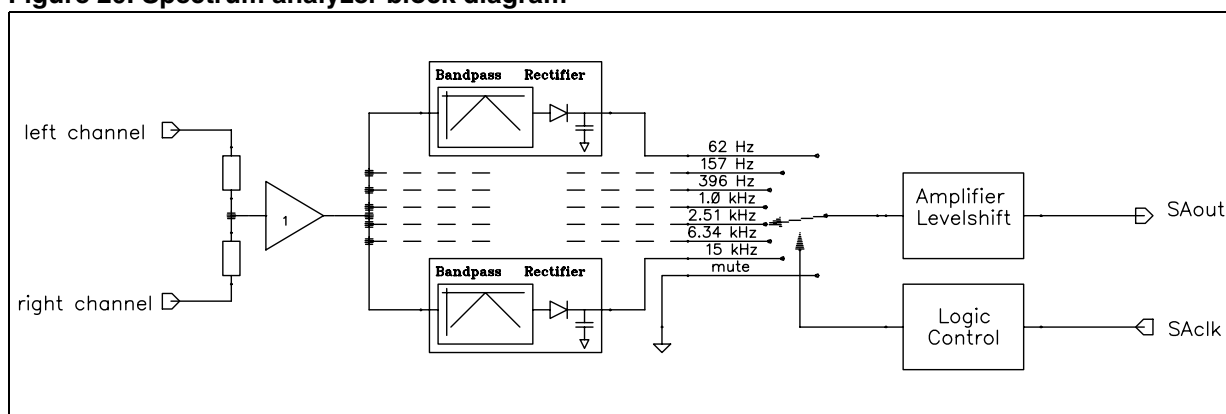 Figure 20. Spectrum analyzer block diagram
Bandpass Rectifier
left channel
62 Hz
157 Hz
396 Hz
1.0 kHz
2.51 kHz
6.34 kHz
15 kHz
mute
1
Amplifier
Levelshift
SAout
Bandpass Rectifier
right channel
Logic
Control
SAclk